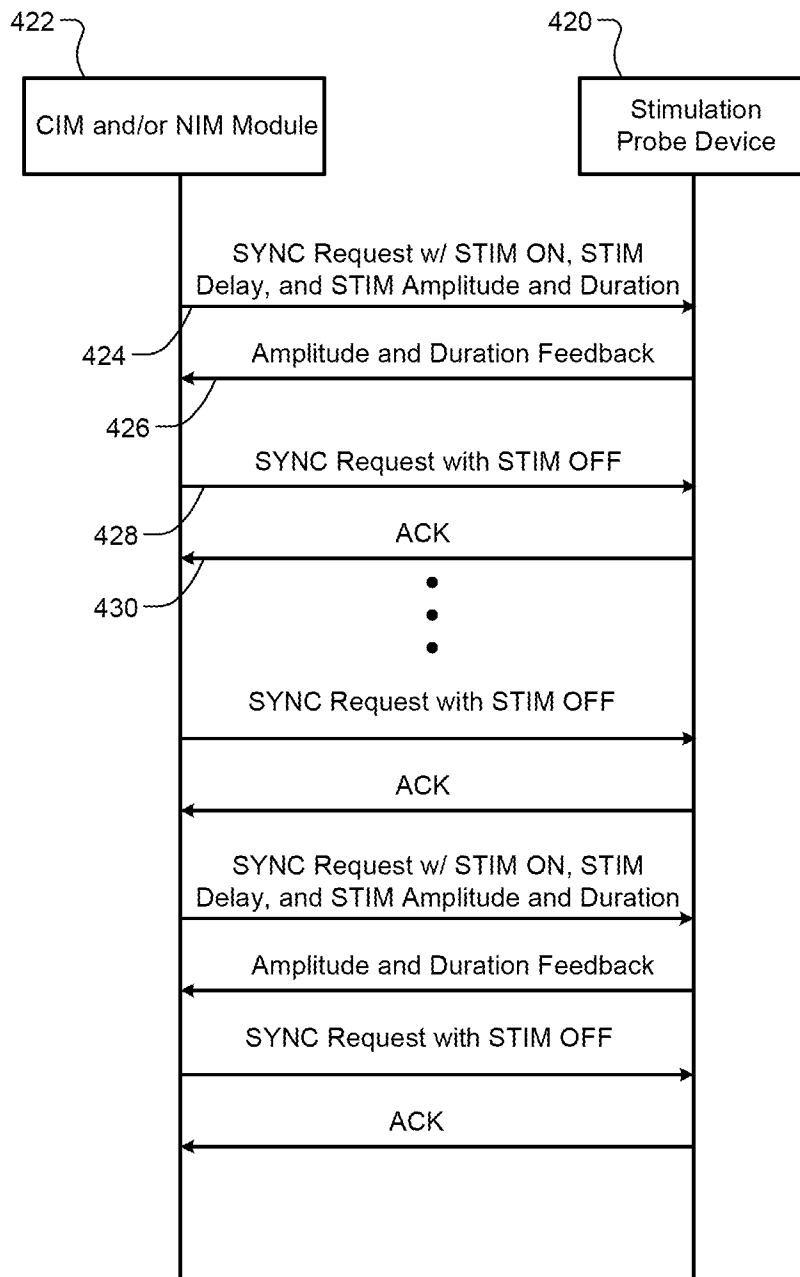 422
420
CIM and/or NIM Module
Stimulation
Probe Device
SYNC Request w/ STIM ON, STIM
Delay, and STIM Amplitude and Duration
424
Amplitude and Duration Feedback
426
SYNC Request with STIM OFF
428
ACK
430
SYNC Request with STIM OFF
ACK
SYNC Request w/ STIM ON, STIM
Delay, and STIM Amplitude and Duration
Amplitude and Duration Feedback
SYNC Request with STIM OFF
ACK